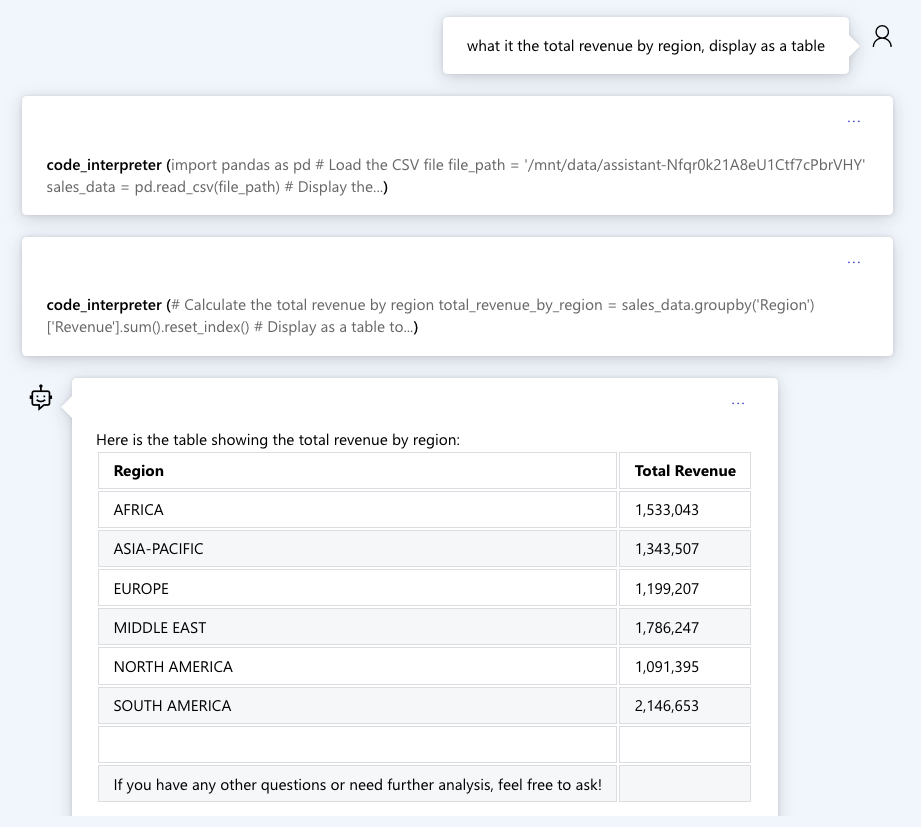 what it the total revenue by region, display as a table
...
code_interpreter (import pandas as pd # Load the CSV file file_path = '/mnt/data/assistant-Nfqr0k21A8eU1Ctf7cPbrVHY'
sales_data = pd.read_csv(file_path) # Display the...)
...
code_interpreter (# Calculate the total revenue by region total_revenue_by_region = sales_data.groupby('Region')
['Revenue'].sum().reset_index() # Display as a table to...)
...
Here is the table showing the total revenue by region:
Region Total Revenue
AFRICA 1,533,043
ASIA-PACIFIC 1,343,507
EUROPE 1,199,207
MIDDLE EAST 1,786,247
NORTH AMERICA 1,091,395
SOUTH AMERICA 2,146,653
If you have any other questions or need further analysis, feel free to ask!